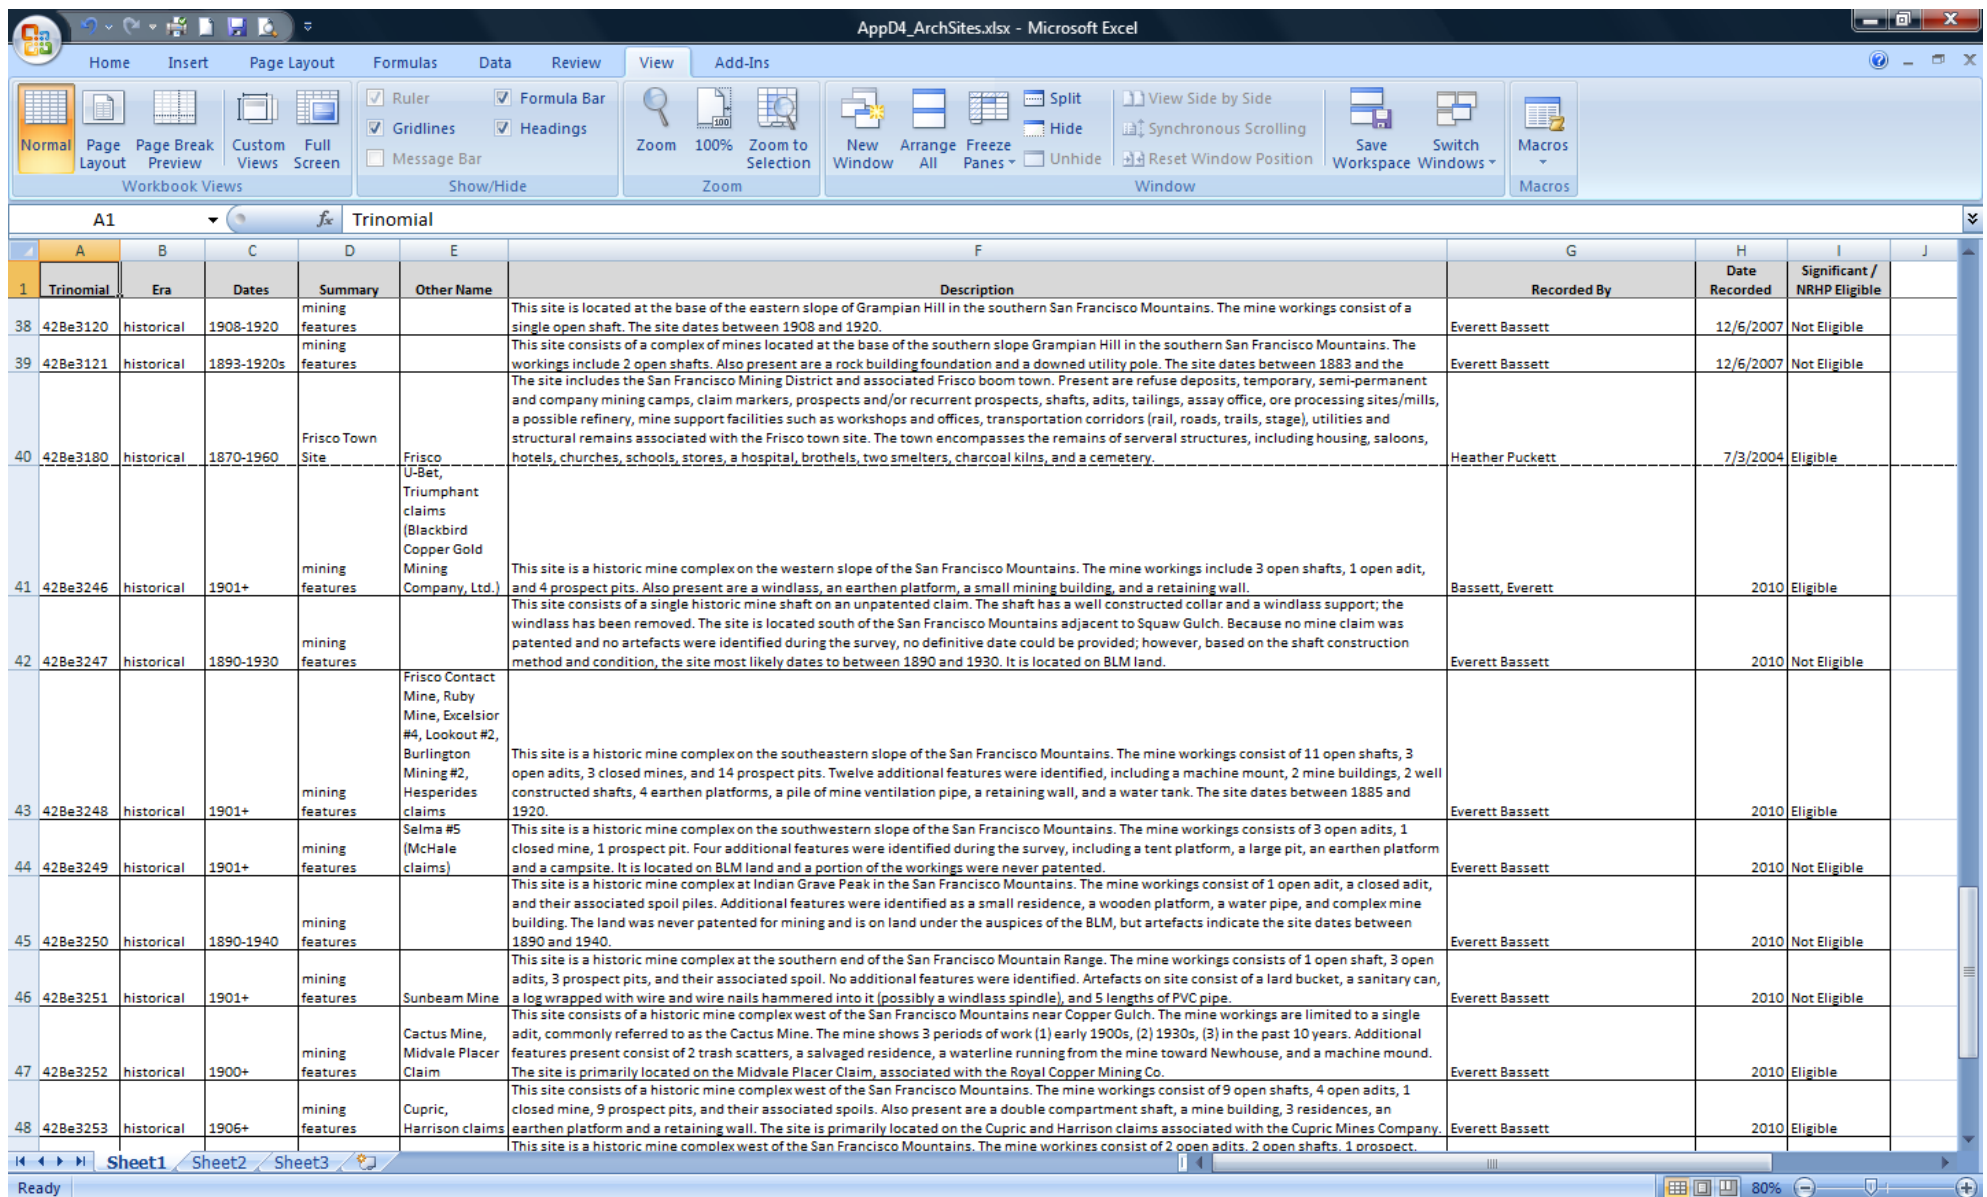 AppD4_ArchSites.xlsx - Microsoft Excel
Home Insert Page Layout Formulas Data Review View Add-Ins
Normal
Page Layout
Page Break Preview
Custom Views
Full Screen
Workbook Views
Ruler
Formula Bar
Gridlines
Headings
Message Bar
Show/Hide
Zoom
100%
Zoom to Selection
Zoom
New Window
Arrange All
Freeze Panes
Split
Hide
Unhide
View Side by Side
Synchronous Scrolling
Reset Window Position
Save Workspace
Switch Windows
Window
Macros
Macros
A1 fx Trinomial
A B C D E F G H I J
1 Trinomial Era Dates Summary Other Name Description Recorded By Date Recorded Significant / NRHP Eligible
38 42Be3120 historical 1908-1920 mining features
This site is located at the base of the eastern slope of Grampian Hill in the southern San Francisco Mountains. The mine workings consist of a
single open shaft. The site dates between 1908 and 1920.
Everett Bassett 12/6/2007 Not Eligible
39 42Be3121 historical 1893-1920s mining features
This site consists of a complex of mines located at the base of the southern slope Grampian Hill in the southern San Francisco Mountains. The
workings include 2 open shafts. Also present are a rock building foundation and a downed utility pole. The site dates between 1883 and the
Everett Bassett 12/6/2007 Not Eligible
40 42Be3180 historical 1870-1960 Frisco Town Site Frisco
The site includes the San Francisco Mining District and associated Frisco boom town. Present are refuse deposits, temporary, semi-permanent
and company mining camps, claim markers, prospects and/or recurrent prospects, shafts, adits, tailings, assay office, ore processing sites/mills,
a possible refinery, mine support facilities such as workshops and offices, transportation corridors (rail, roads, trails, stage), utilities and
structural remains associated with the Frisco town site. The town encompasses the remains of serveral structures, including housing, saloons,
hotels, churches, schools, stores, a hospital, brothels, two smelters, charcoal kilns, and a cemetery.
Heather Puckett 7/3/2004 Eligible
41 42Be3246 historical 1901+ mining features
U-Bet,
Triumphant
claims
(Blackbird
Copper Gold
Mining
Company, Ltd.)
This site is a historic mine complex on the western slope of the San Francisco Mountains. The mine workings include 3 open shafts, 1 open adit,
and 4 prospect pits. Also present are a windlass, an earthen platform, a small mining building, and a retaining wall.
Bassett, Everett 2010 Eligible
42 42Be3247 historical 1890-1930 mining features
This site consists of a single historic mine shaft on an unpatented claim. The shaft has a well constructed collar and a windlass support; the
windlass has been removed. The site is located south of the San Francisco Mountains adjacent to Squaw Gulch. Because no mine claim was
patented and no artefacts were identified during the survey, no definitive date could be provided; however, based on the shaft construction
method and condition, the site most likely dates to between 1890 and 1930. It is located on BLM land.
Everett Bassett 2010 Not Eligible
43 42Be3248 historical 1901+ mining features
Frisco Contact
Mine, Ruby
Mine, Excelsior
#4, Lookout #2,
Burlington
Mining #2,
Hesperides
claims
This site is a historic mine complex on the southeastern slope of the San Francisco Mountains. The mine workings consist of 11 open shafts, 3
open adits, 3 closed mines, and 14 prospect pits. Twelve additional features were identified, including a machine mount, 2 mine buildings, 2 well
constructed shafts, 4 earthen platforms, a pile of mine ventilation pipe, a retaining wall, and a water tank. The site dates between 1885 and
1920.
Everett Bassett 2010 Eligible
44 42Be3249 historical 1901+ mining features
Selma #5
(McHale
claims)
This site is a historic mine complex on the southwestern slope of the San Francisco Mountains. The mine workings consists of 3 open adits, 1
closed mine, 1 prospect pit. Four additional features were identified during the survey, including a tent platform, a large pit, an earthen platform
and a campsite. It is located on BLM land and a portion of the workings were never patented.
Everett Bassett 2010 Not Eligible
45 42Be3250 historical 1890-1940 mining features
This site is a historic mine complex at Indian Grave Peak in the San Francisco Mountains. The mine workings consist of 1 open adit, a closed adit,
and their associated spoil piles. Additional features were identified as a small residence, a wooden platform, a water pipe, and complex mine
building. The land was never patented for mining and is on land under the auspices of the BLM, but artefacts indicate the site dates between
1890 and 1940.
Everett Bassett 2010 Not Eligible
46 42Be3251 historical 1901+ mining features Sunbeam Mine
This site is a historic mine complex at the southern end of the San Francisco Mountain Range. The mine workings consists of 1 open shaft, 3 open
adits, 3 prospect pits, and their associated spoil. No additional features were identified. Artefacts on site consist of a lard bucket, a sanitary can,
a log wrapped with wire and wire nails hammered into it (possibly a windlass spindle), and 5 lengths of PVC pipe.
Everett Bassett 2010 Not Eligible
47 42Be3252 historical 1900+ mining features
Cactus Mine,
Midvale Placer
Claim
This site consists of a historic mine complex west of the San Francisco Mountains near Copper Gulch. The mine workings are limited to a single
adit, commonly referred to as the Cactus Mine. The mine shows 3 periods of work (1) early 1900s, (2) 1930s, (3) in the past 10 years. Additional
features present consist of 2 trash scatters, a salvaged residence, a waterline running from the mine toward Newhouse, and a machine mound.
The site is primarily located on the Midvale Placer Claim, associated with the Royal Copper Mining Co.
Everett Bassett 2010 Eligible
48 42Be3253 historical 1906+ mining features
Cupric,
Harrison claims
This site consists of a historic mine complex west of the San Francisco Mountains. The mine workings consist of 9 open shafts, 4 open adits, 1
closed mine, 9 prospect pits, and their associated spoils. Also present are a double compartment shaft, a mine building, 3 residences, an
earthen platform and a retaining wall. The site is primarily located on the Cupric and Harrison claims associated with the Cupric Mines Company.
Everett Bassett 2010 Eligible
This site is a historic mine complex west of the San Francisco Mountains. The mine workings consist of 2 open adits, 2 open shafts, 1 prospect,
Sheet1 Sheet2 Sheet3
Ready 80%